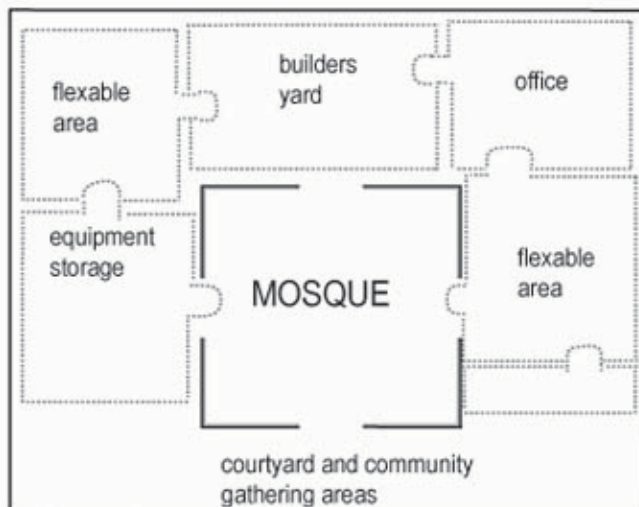 flexable
area
builders
yard
office
equipment
storage
MOSQUE
flexable
area
courtyard and community
gathering areas